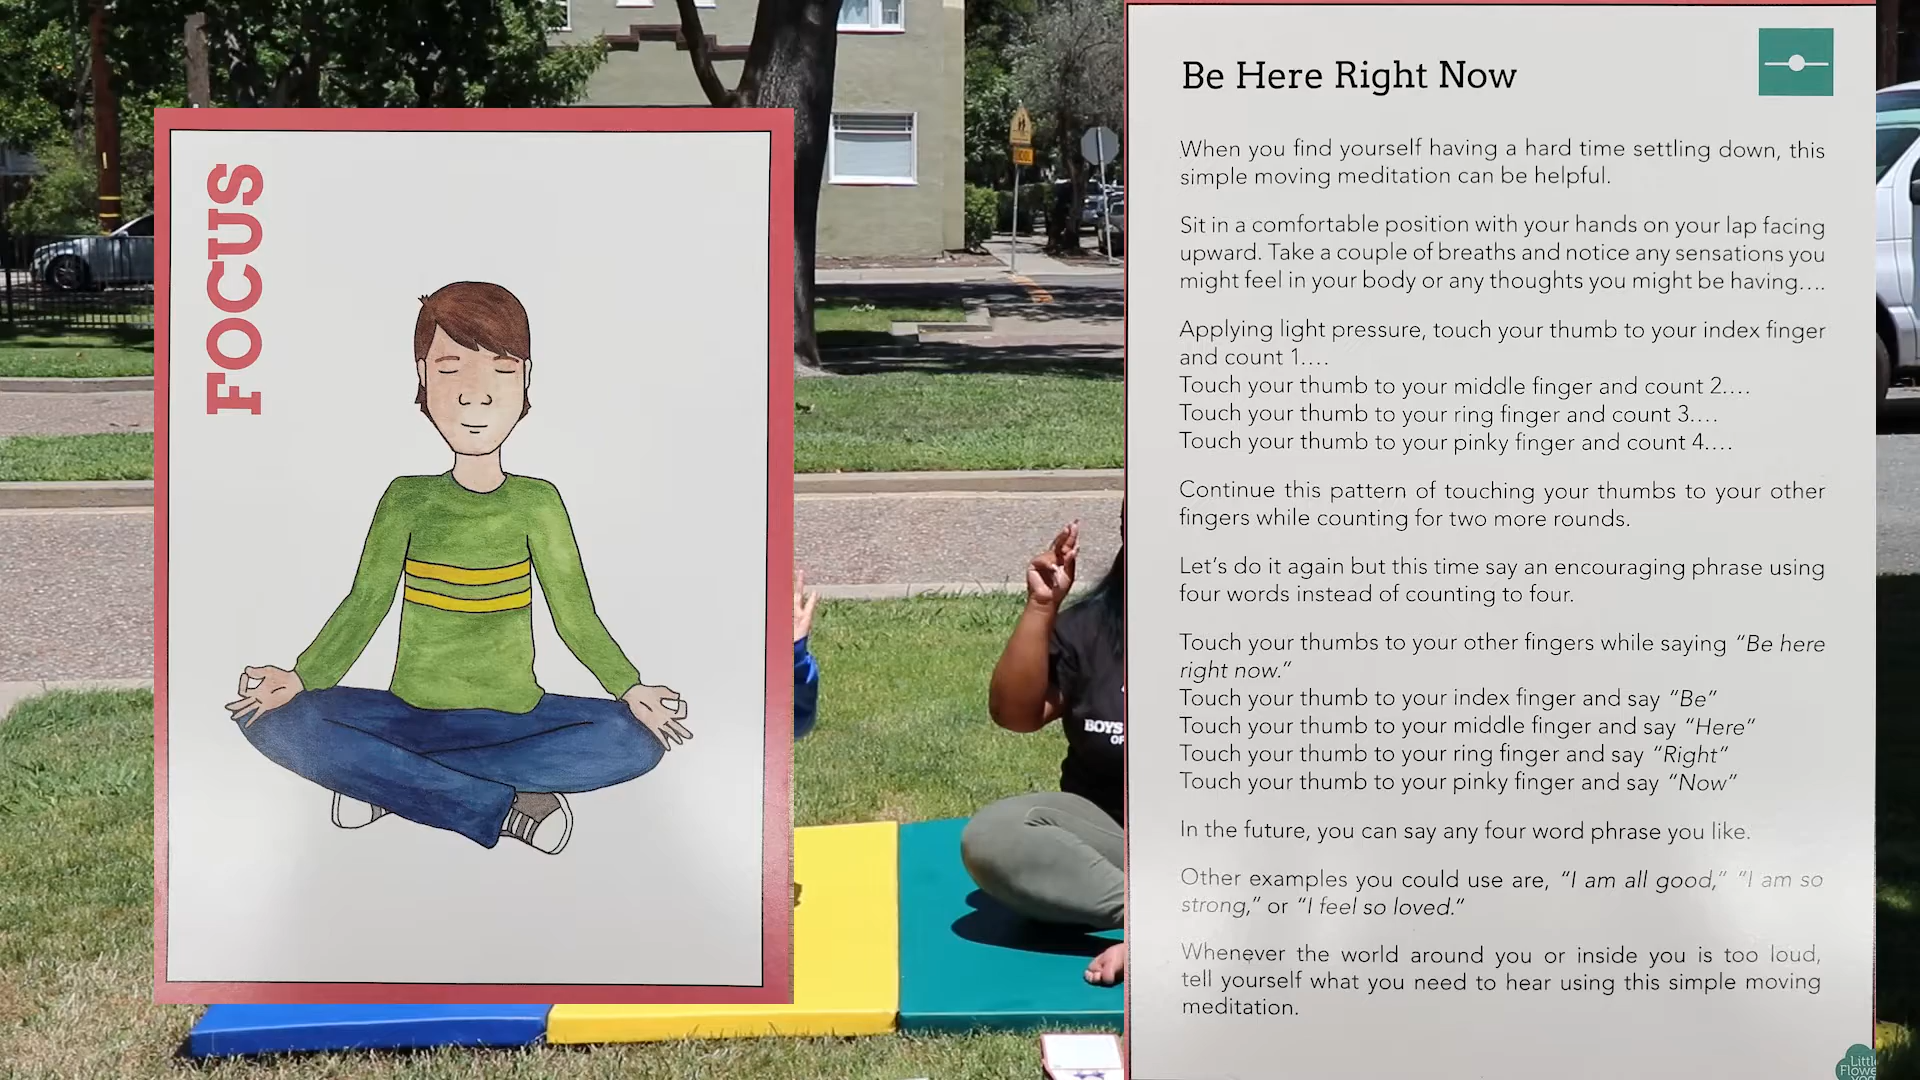 FOCUS
Be Here Right Now
When you find yourself having a hard time settling down, this
simple moving meditation can be helpful.
Sit in a comfortable position with your hands on your lap facing
upward. Take a couple of breaths and notice any sensations you
might feel in your body or any thoughts you might be having....
Applying light pressure, touch your thumb to your index finger
and count 1....
Touch your thumb to your middle finger and count 2....
Touch your thumb to your ring finger and count 3....
Touch your thumb to your pinky finger and count 4....
Continue this pattern of touching your thumbs to your other
fingers while counting for two more rounds.
Let's do it again but this time say an encouraging phrase using
four words instead of counting to four.
Touch your thumbs to your other fingers while saying "Be here
right now."
Touch your thumb to your index finger and say "Be"
Touch your thumb to your middle finger and say "Here"
Touch your thumb to your ring finger and say "Right"
Touch your thumb to your pinky finger and say "Now"
In the future, you can say any four word phrase you like.
Other examples you could use are, "I am all good," "I am so
strong," or "I feel so loved."
Whenever the world around you or inside you is too loud,
tell yourself what you need to hear using this simple moving
meditation.
BOYS
OF